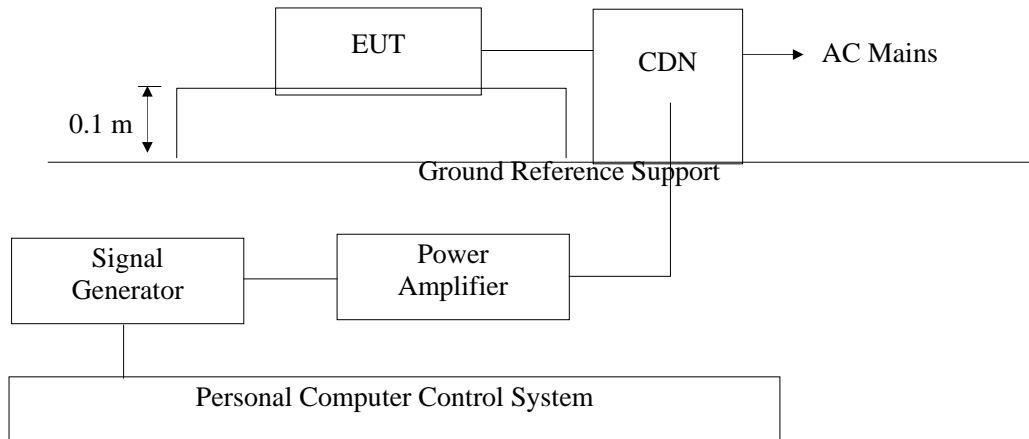 EUT
CDN
AC Mains
0.1 m
Ground Reference Support
Signal
Generator
Power
Amplifier
Personal Computer Control System